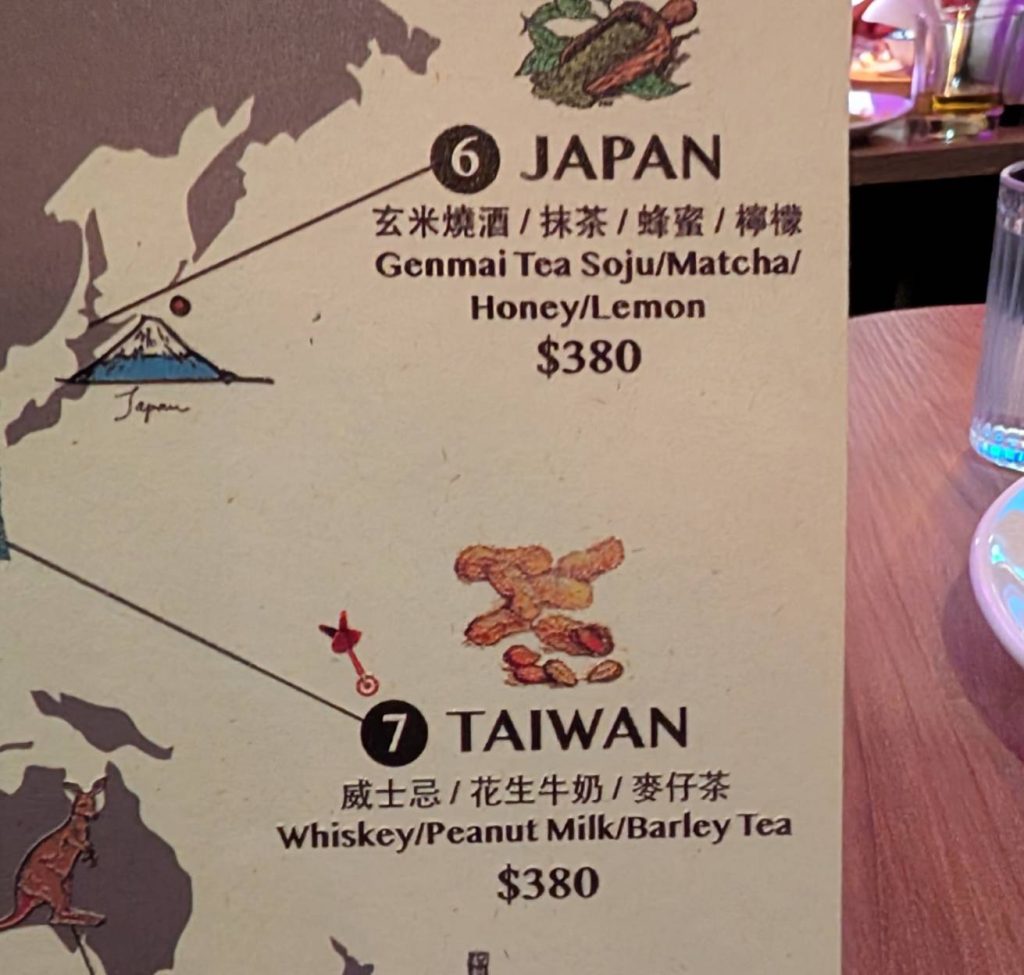 6 JAPAN
玄米燒酒 / 抹茶 / 蜂蜜 / 檸檬
Genmai Tea Soju/Matcha/
Honey/Lemon
$380
Japan
7 TAIWAN
威士忌 / 花生牛奶 / 麥仔茶
Whiskey/Peanut Milk/Barley Tea
$380